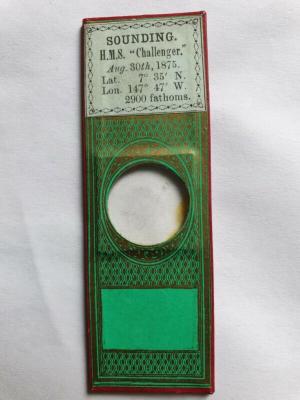 SOUNDING.
H.M.S. "Challenger."
Aug. 30th, 1875.
Lat. 7° 35' N.
Lon. 147° 47' W.
2900 fathoms.